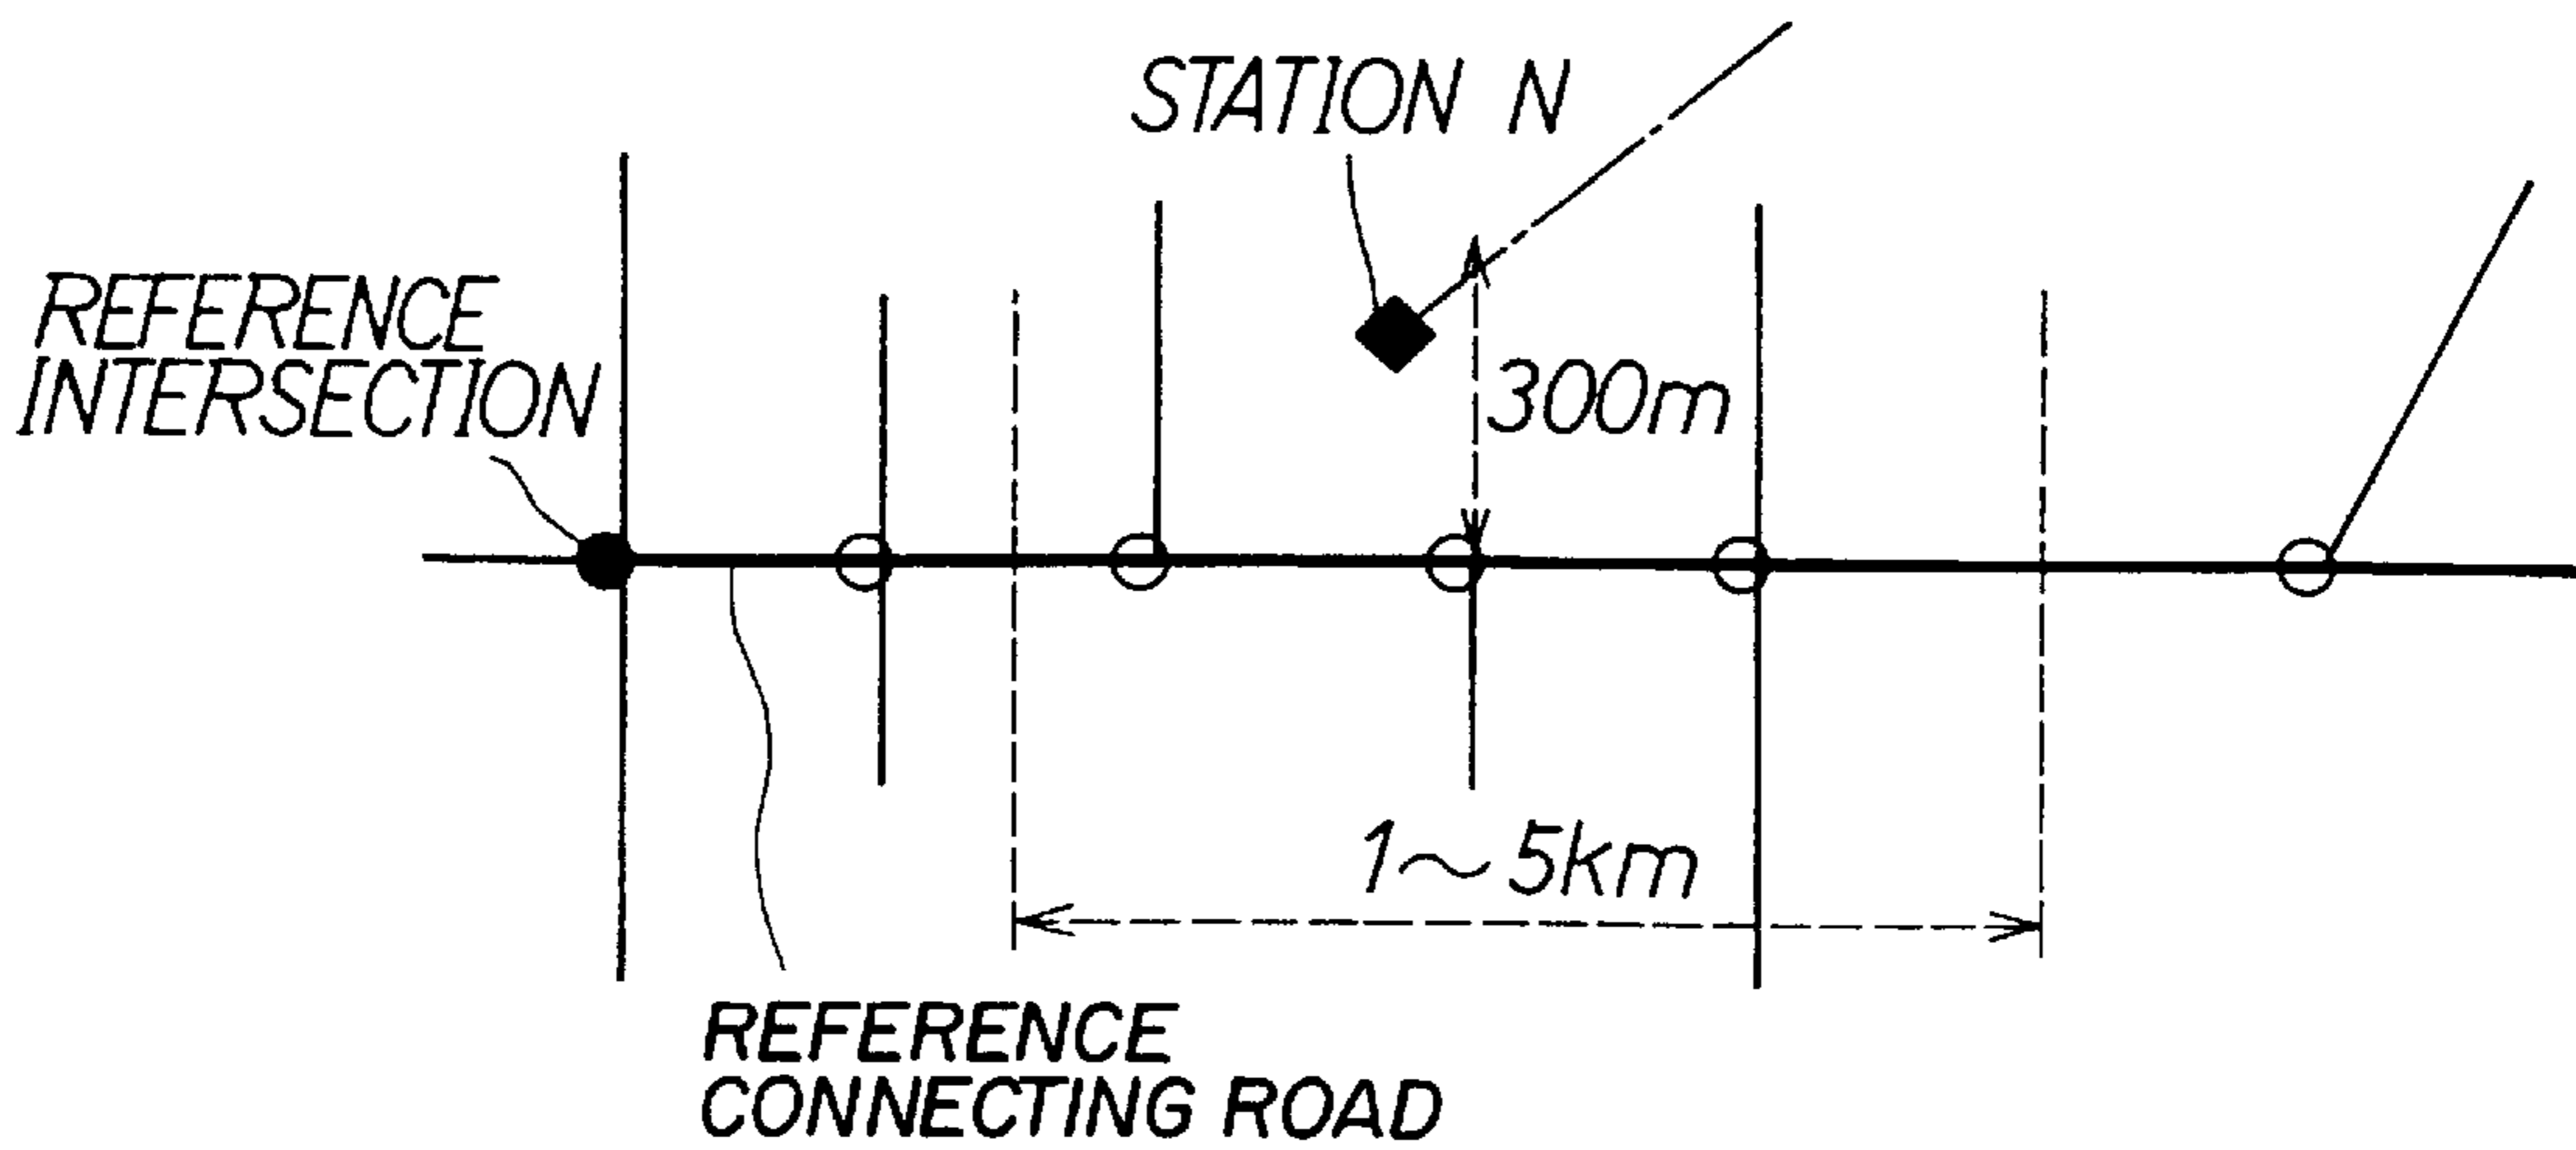 STATION N
REFERENCE
INTERSECTION
300m
1~5km
REFERENCE
CONNECTING ROAD